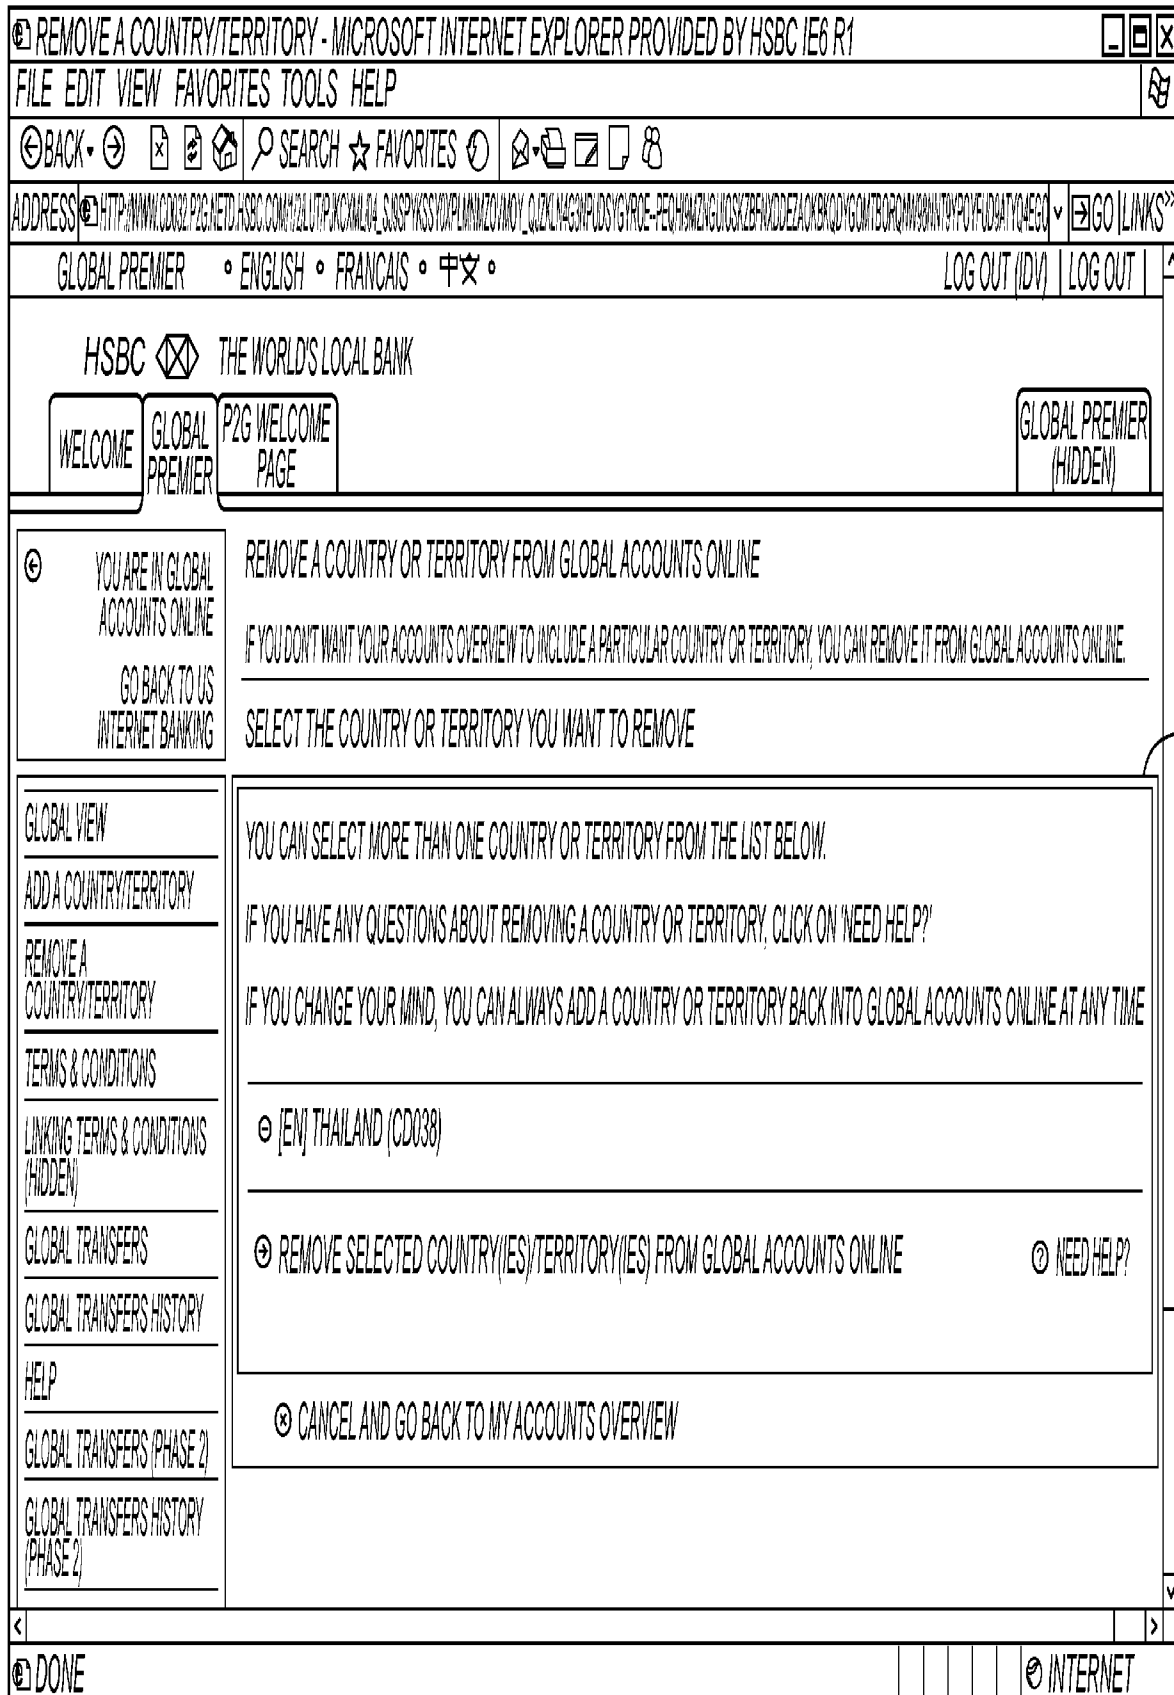 REMOVE A COUNTRY/TERRITORY - MICROSOFT INTERNET EXPLORER PROVIDED BY HSBC IE6 R1
FILE EDIT VIEW FAVORITES TOOLS HELP
BACK SEARCH FAVORITES
ADDRESS GO LINKS
GLOBAL PREMIER • ENGLISH • FRANCAIS • 中文 • LOG OUT (IDV) | LOG OUT |
HSBC THE WORLD'S LOCAL BANK
WELCOME
GLOBAL
PREMIER
P2G WELCOME
PAGE
GLOBAL PREMIER
(HIDDEN)
YOU ARE IN GLOBAL
ACCOUNTS ONLINE
GO BACK TO US
INTERNET BANKING
REMOVE A COUNTRY OR TERRITORY FROM GLOBAL ACCOUNTS ONLINE
IF YOU DON'T WANT YOUR ACCOUNTS OVERVIEW TO INCLUDE A PARTICULAR COUNTRY OR TERRITORY, YOU CAN REMOVE IT FROM GLOBAL ACCOUNTS ONLINE.
SELECT THE COUNTRY OR TERRITORY YOU WANT TO REMOVE
GLOBAL VIEW
ADD A COUNTRY/TERRITORY
REMOVE A
COUNTRY/TERRITORY
TERMS & CONDITIONS
LINKING TERMS & CONDITIONS
(HIDDEN)
GLOBAL TRANSFERS
GLOBAL TRANSFERS HISTORY
HELP
GLOBAL TRANSFERS (PHASE 2)
GLOBAL TRANSFERS HISTORY
(PHASE 2)
YOU CAN SELECT MORE THAN ONE COUNTRY OR TERRITORY FROM THE LIST BELOW.
IF YOU HAVE ANY QUESTIONS ABOUT REMOVING A COUNTRY OR TERRITORY, CLICK ON 'NEED HELP?'
IF YOU CHANGE YOUR MIND, YOU CAN ALWAYS ADD A COUNTRY OR TERRITORY BACK INTO GLOBAL ACCOUNTS ONLINE AT ANY TIME
[EN] THAILAND (CD038)
REMOVE SELECTED COUNTRY(IES)/TERRITORY(IES) FROM GLOBAL ACCOUNTS ONLINE
NEED HELP?
CANCEL AND GO BACK TO MY ACCOUNTS OVERVIEW
DONE
INTERNET